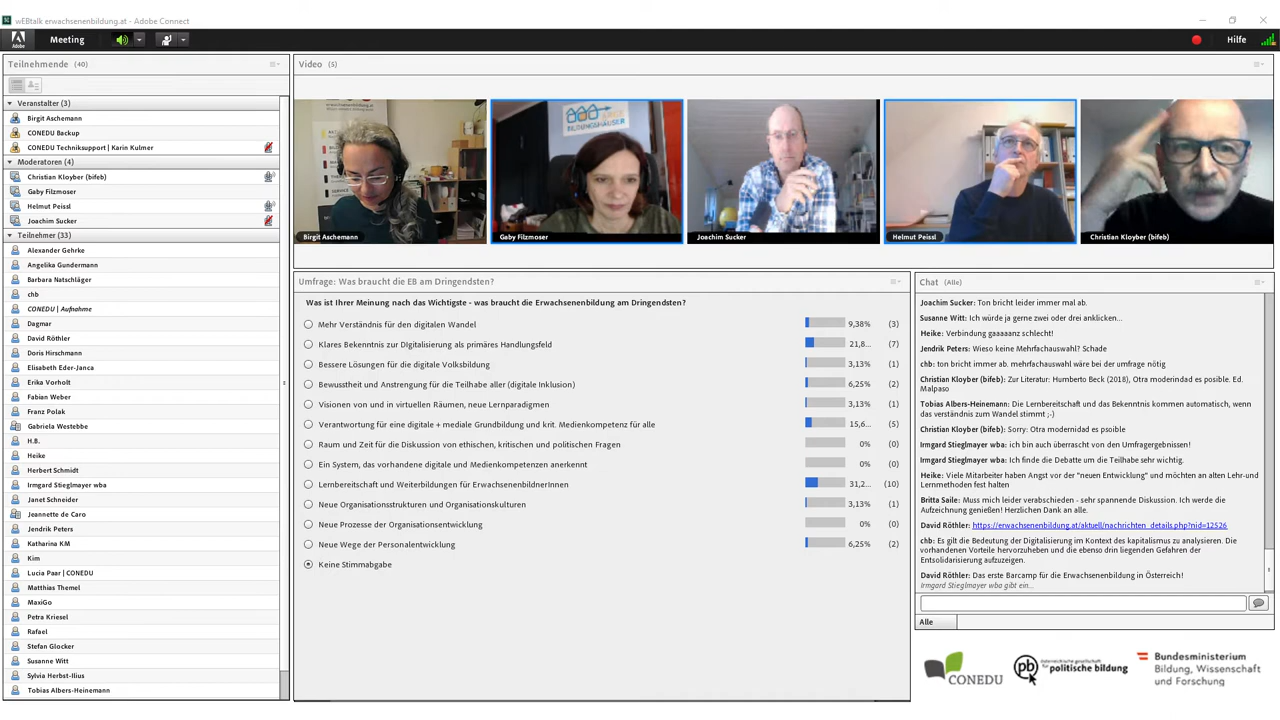 wEBtalk erwachsenenbildung.at - Adobe Connect
Adobe
Meeting
Hilfe
Teilnehmende (40)
Veranstalter (3)
Birgit Aschemann
CONEDU Backup
CONEDU Techniksupport | Karin Kulmer
Moderatoren (4)
Christian Kloyber (bifeb)
Gaby Filzmoser
Helmut Peissl
Joachim Sucker
Teilnehmer (33)
Alexander Gehrke
Angelika Gundermann
Barbara Natschläger
chb
CONEDU | Aufnahme
Dagmar
David Röthler
Doris Hirschmann
Elisabeth Eder-Janca
Erika Vorholt
Fabian Weber
Franz Polak
Gabriela Westebbe
H.B.
Heike
Herbert Schmidt
Irmgard Stieglmayer wba
Janet Schneider
Jeannette de Caro
Jendrik Peters
Katharina KM
Kim
Lucia Paar | CONEDU
Matthias Themel
MaxiGo
Petra Kriesel
Rafael
Stefan Glocker
Susanne Witt
Sylvia Herbst-Ilius
Tobias Albers-Heinemann
Video (5)
BILDUNGSHÄUSER
Birgit Aschemann
Gaby Filzmoser
Joachim Sucker
Helmut Peissl
Christian Kloyber (bifeb)
Umfrage: Was braucht die EB am Dringendsten?
Was ist Ihrer Meinung nach das Wichtigste - was braucht die Erwachsenenbildung am Dringendsten?
Mehr Verständnis für den digitalen Wandel 9,38% (3)
Klares Bekenntnis zur DIgitalisierung als primäres Handlungsfeld 21,8... (7)
Bessere Lösungen für die digitale Volksbildung 3,13% (1)
Bewusstheit und Anstrengung für die Teilhabe aller (digitale Inklusion) 6,25% (2)
Visionen von und in virtuellen Räumen, neue Lernparadigmen 3,13% (1)
Verantwortung für eine digitale + mediale Grundbildung und krit. Medienkompetenz für alle 15,6... (5)
Raum und Zeit für die Diskussion von ethischen, kritischen und politischen Fragen 0% (0)
Ein System, das vorhandene digitale und Medienkompetenzen anerkennt 0% (0)
Lernbereitschaft und Weiterbildungen für ErwachsenenbildnerInnen 31,2... (10)
Neue Organisationsstrukturen und Organisationskulturen 3,13% (1)
Neue Prozesse der Organisationsentwicklung 0% (0)
Neue Wege der Personalentwicklung 6,25% (2)
Keine Stimmabgabe
Chat (Alle)
Joachim Sucker: Ton bricht leider immer mal ab.
Susanne Witt: Ich würde ja gerne zwei oder drei anklicken...
Heike: Verbindung gaaaaanz schlecht!
Jendrik Peters: Wieso keine Mehrfachauswahl? Schade
chb: ton bricht immer ab. mehrfachauswahl wäre bei der umfrage nötig
Christian Kloyber (bifeb): Zur Literatur: Humberto Beck (2018), Otra moderindad es posible. Ed.
Malpaso
Tobias Albers-Heinemann: Die Lernbereitschaft und das Bekenntnis kommen automatisch, wenn
das verständnis zum Wandel stimmt ;-)
Christian Kloyber (bifeb): Sorry: Otra modernidad es posible
Irmgard Stieglmayer wba: ich bin auch überrascht von den Umfragergebnissen!
Irmgard Stieglmayer wba: Ich finde die Debatte um die Teilhabe sehr wichtig.
Heike: Viele Mitarbeiter haben Angst vor der "neuen Entwicklung" und möchten an alten Lehr-und
Lernmethoden fest halten
Britta Saile: Muss mich leider verabschieden - sehr spannende Diskussion. Ich werde die
Aufzeichnung genießen! Herzlichen Dank an alle.
David Röthler: https://erwachsenenbildung.at/aktuell/nachrichten_details.php?nid=12526
chb: Es gilt die Bedeutung der Digitalisierung im Kontext des kapitalismus zu analysieren. Die
vorhandenen Vorteile hervorzuheben und die ebenso drin liegenden Gefahren der
Entsolidarisierung aufzuzeigen.
David Röthler: Das erste Barcamp für die Erwachsenenbildung in Österreich!
Irmgard Stieglmayer wba gibt ein...
Alle
CONEDU
pb österreichische gesellschaft für
politische bildung
Bundesministerium
Bildung, Wissenschaft
und Forschung